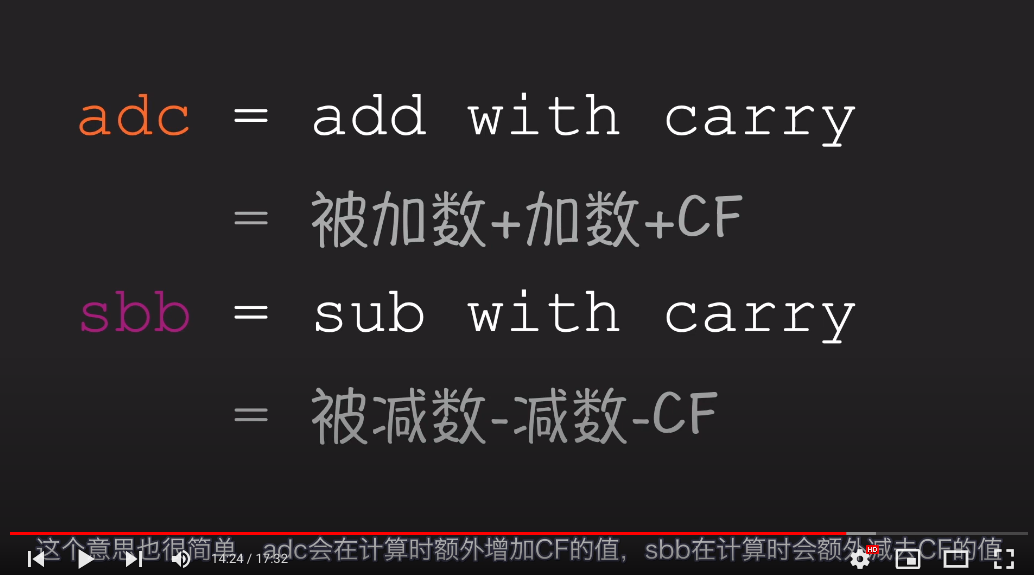 adc = add with carry
= 被加数+加数+CF
sbb = sub with carry
= 被减数-减数-CF
这个意思也很简单，adc会在计算时额外增加CF的值，sbb在计算时会额外减去CF的值
14:24 / 17:32
HD